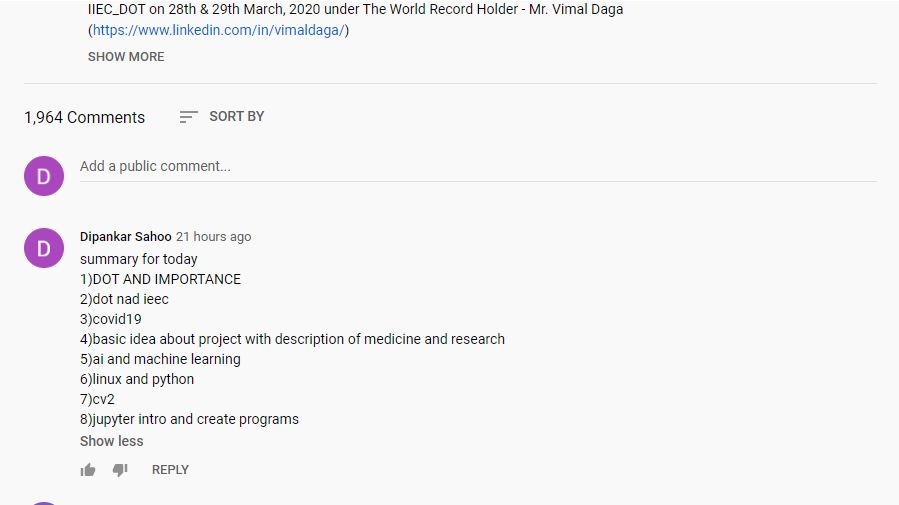 IIEC_DOT on 28th & 29th March, 2020 under The World Record Holder - Mr. Vimal Daga
(https://www.linkedin.com/in/vimaldaga/)
SHOW MORE
1,964 Comments SORT BY
D Add a public comment...
D Dipankar Sahoo 21 hours ago
summary for today
1)DOT AND IMPORTANCE
2)dot nad ieec
3)covid19
4)basic idea about project with description of medicine and research
5)ai and machine learning
6)linux and python
7)cv2
8)jupyter intro and create programs
Show less
REPLY